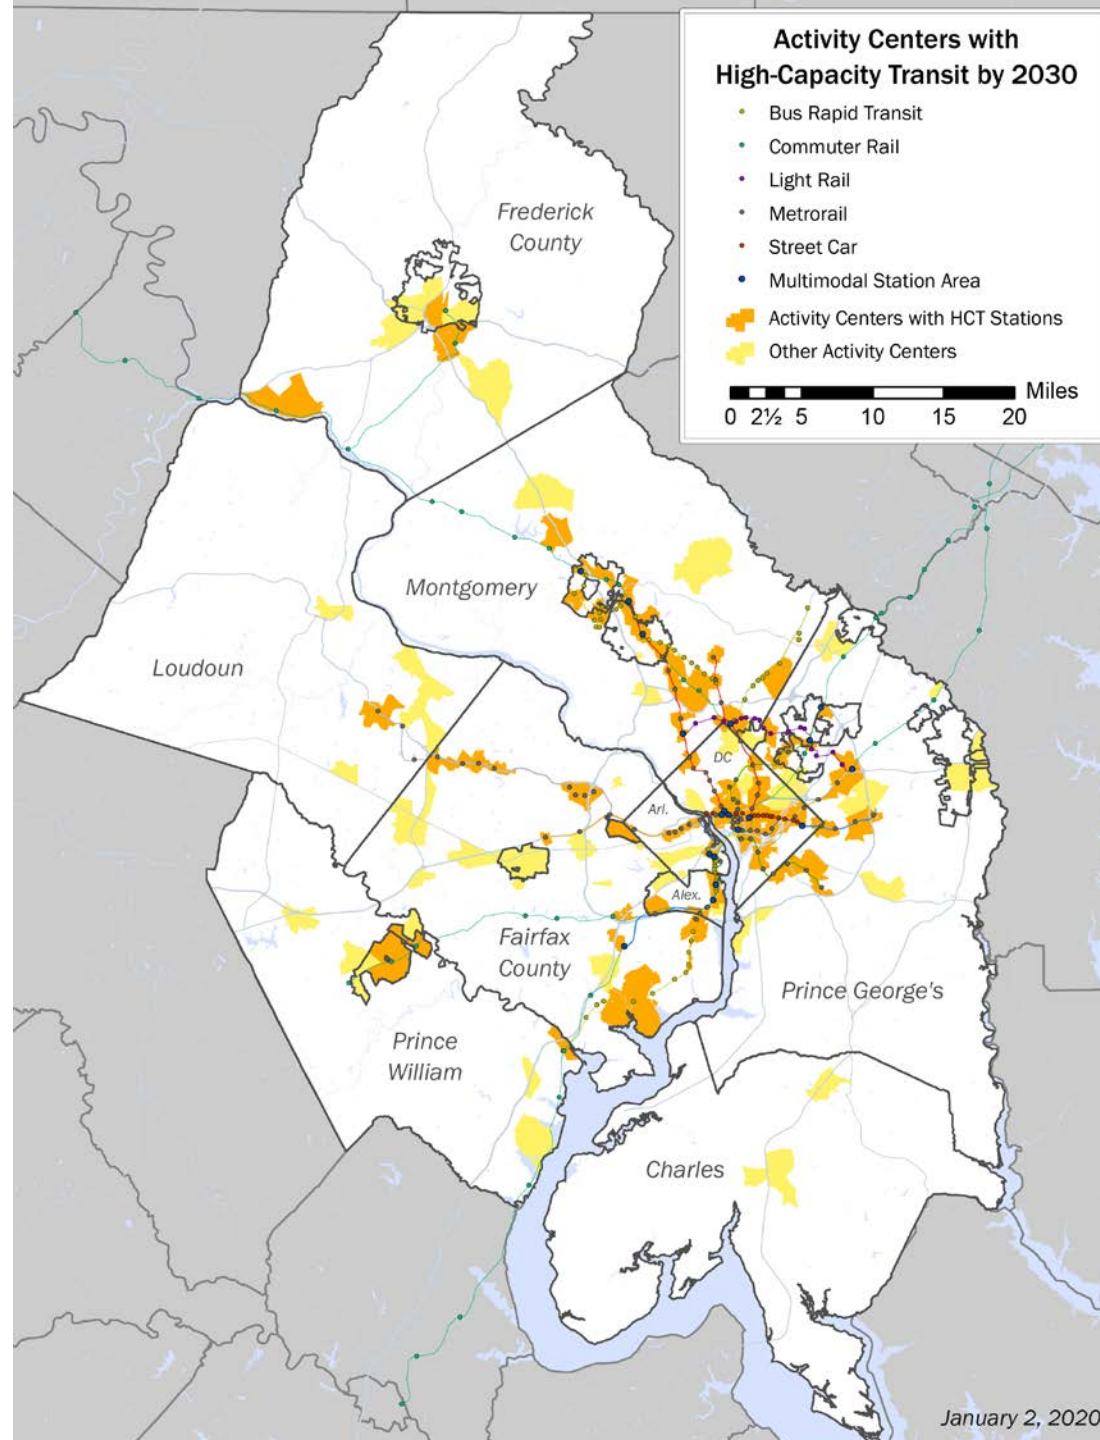 Activity Centers with
High-Capacity Transit by 2030
Bus Rapid Transit
Commuter Rail
Light Rail
Metrorail
Street Car
Multimodal Station Area
Activity Centers with HCT Stations
Other Activity Centers
Miles
0 2½ 5 10 15 20
Frederick
County
Montgomery
Loudoun
DC
Arl.
Alex.
Fairfax
County
Prince George's
Prince
William
Charles
January 2, 2020